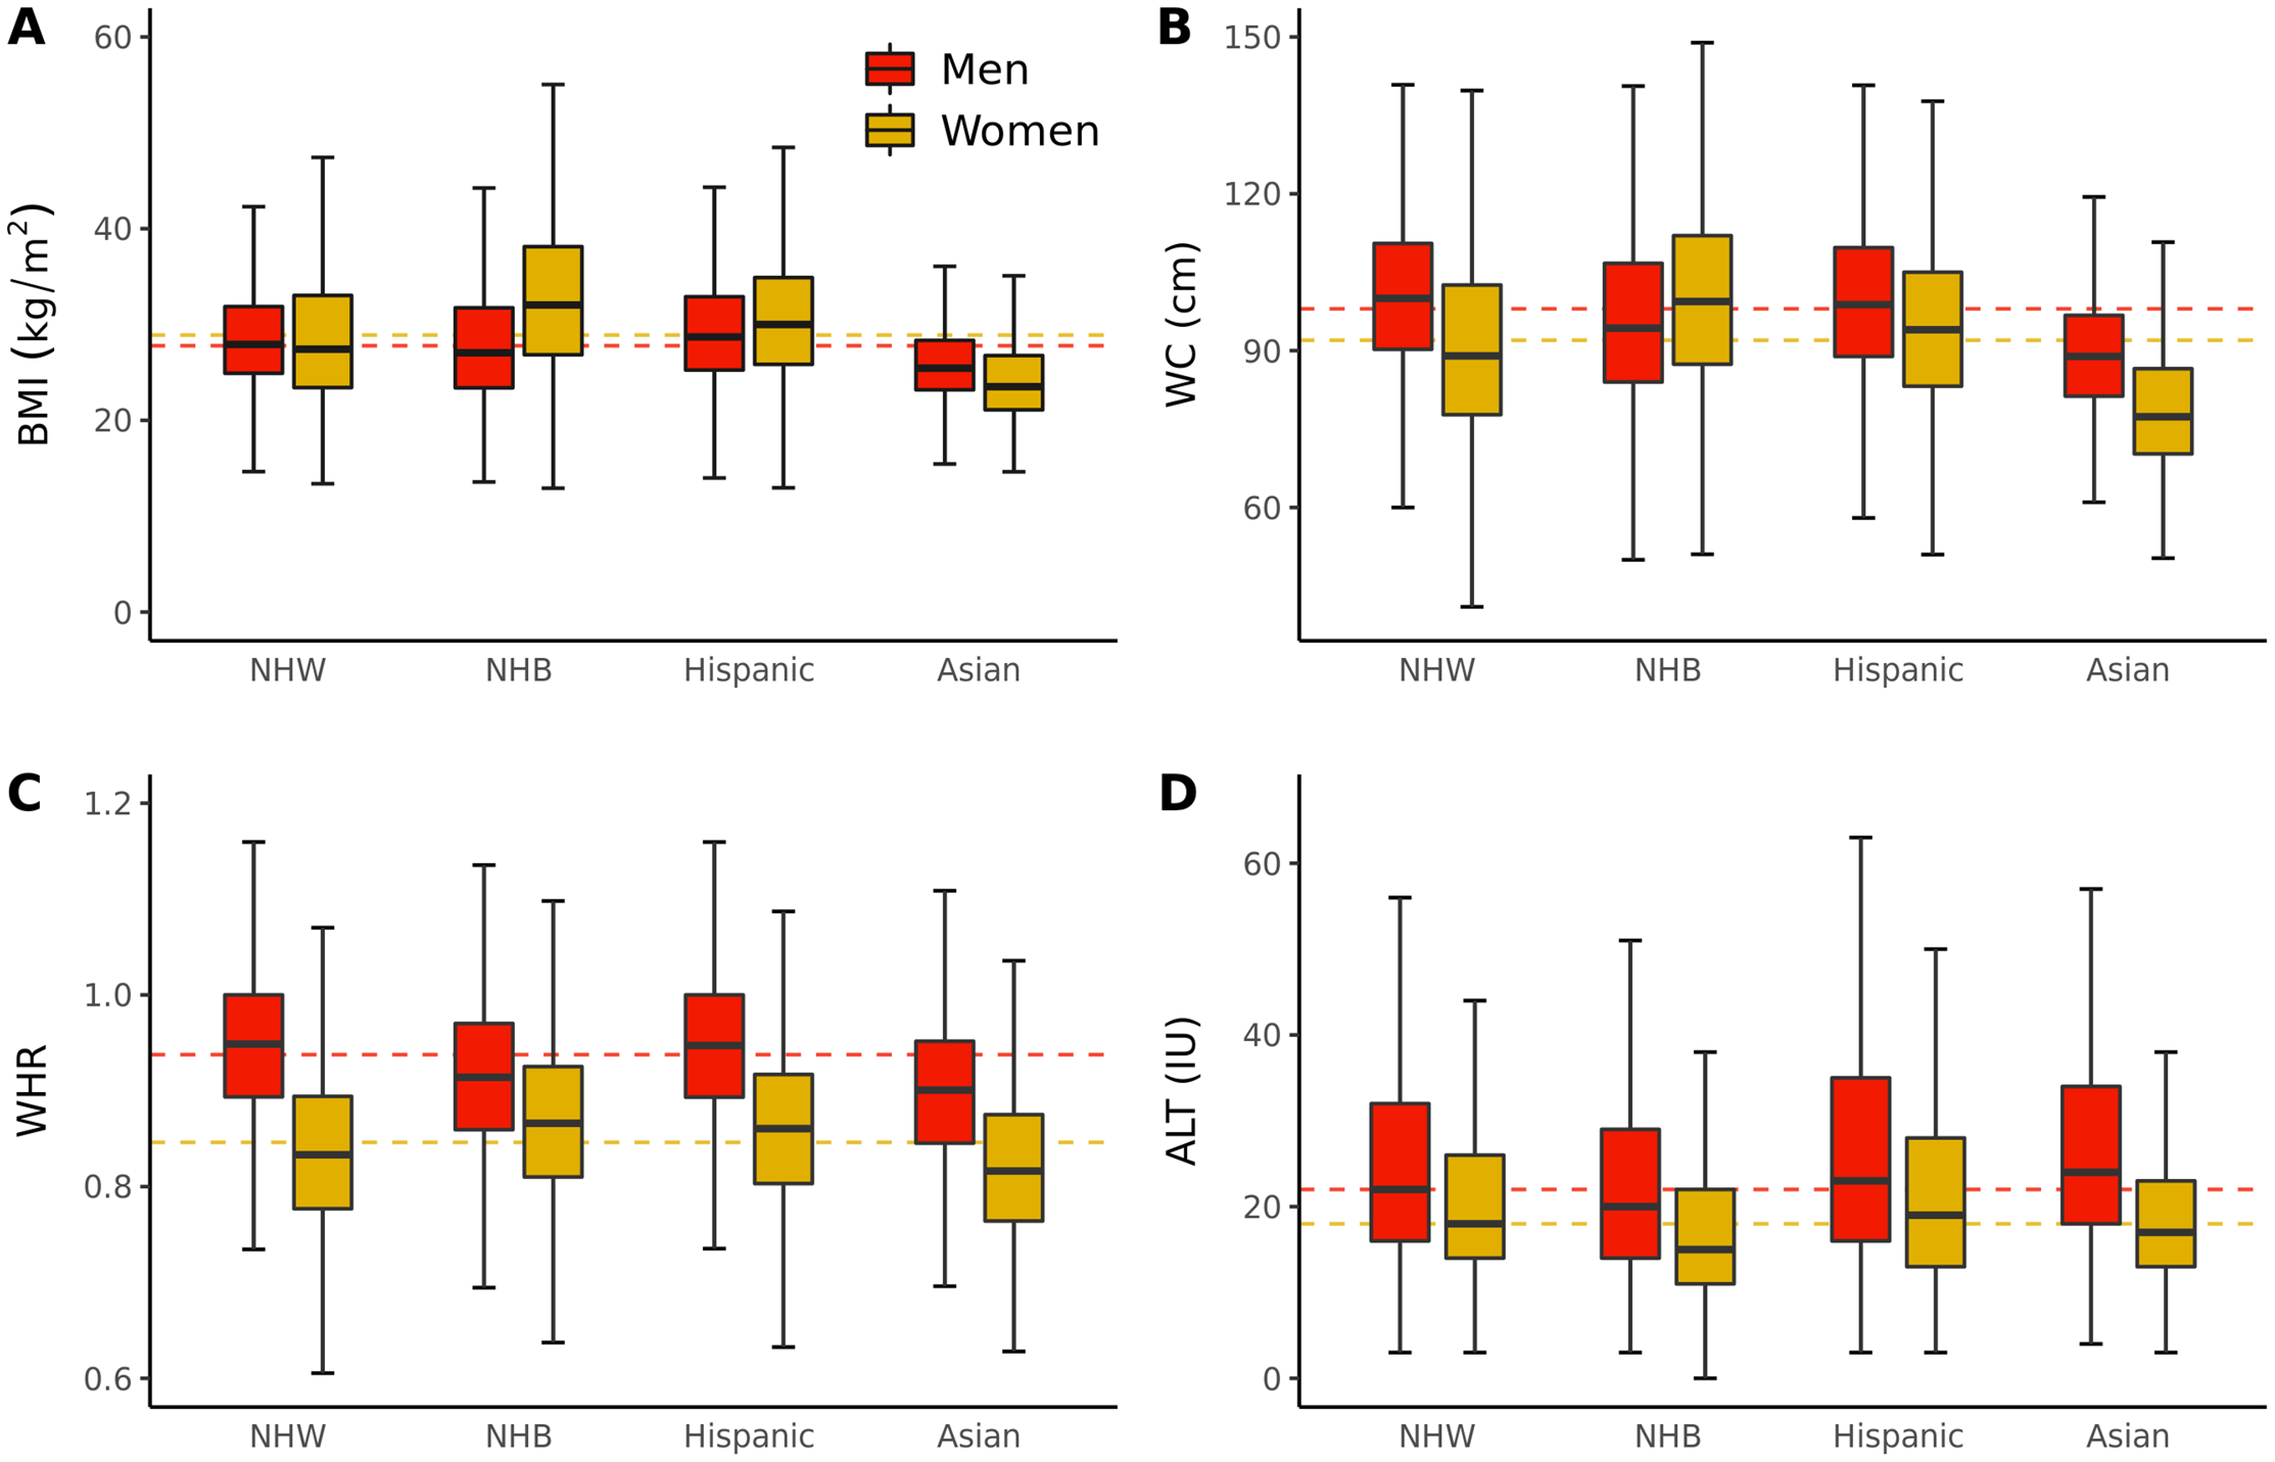 A
BMI (kg/m²)
60
40
20
0
Men
Women
NHW NHB Hispanic Asian
B
WC (cm)
150
120
90
60
NHW NHB Hispanic Asian
C
WHR
1.2
1.0
0.8
0.6
NHW NHB Hispanic Asian
D
ALT (IU)
60
40
20
0
NHW NHB Hispanic Asian